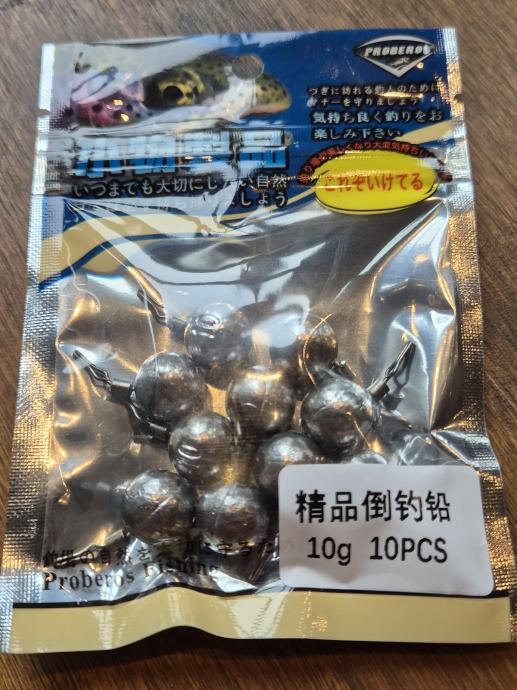 PROBEROS
つぎに訪れる釣人のために
マナーを守りましょう
気持ち良く釣りをお
楽しみ下さい
いつまでも大切にしたい自然
これぞいけてる
精品倒钓铅
10g 10PCS
Proberos Fishing